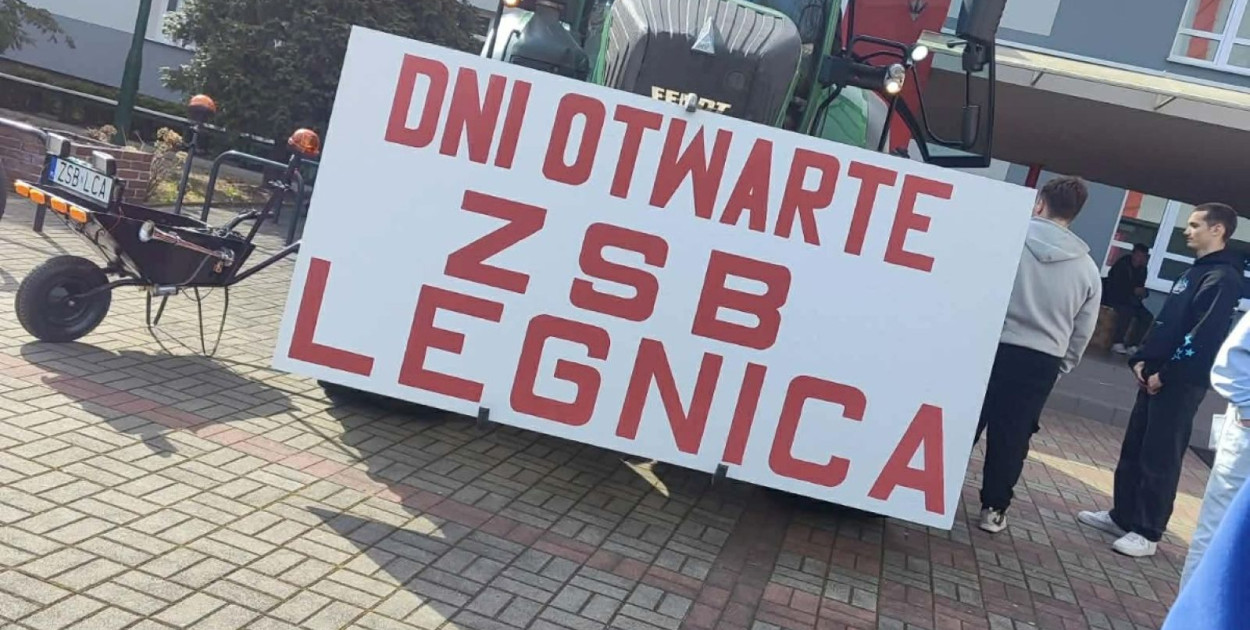 FENDT
DNI OTWARTE
ZSB
LEGNICA
ZSB LCA